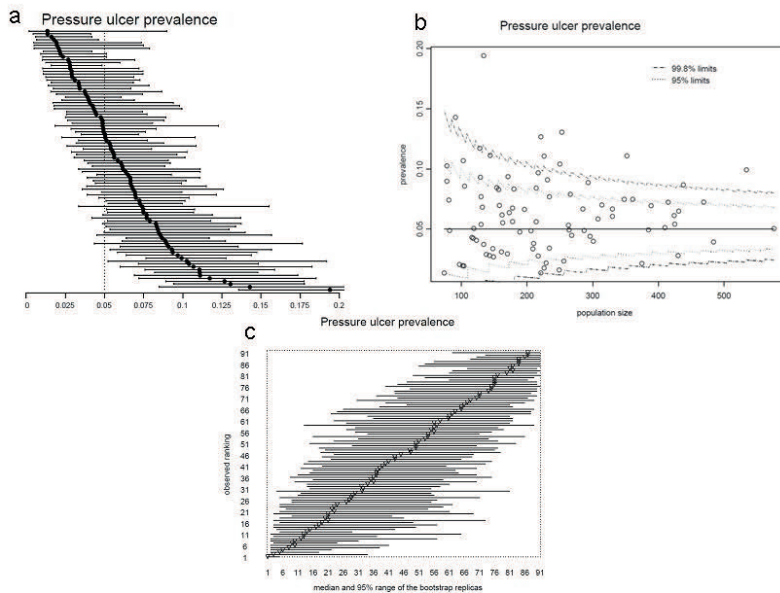 a
Pressure ulcer prevalence
0 0.025 0.05 0.075 0.1 0.125 0.15 0.175 0.2
b
Pressure ulcer prevalence
99.8% limits
95% limits
0.20
0.15
0.10
0.05
prevalence
100 200 300 400 500
population size
c
Pressure ulcer prevalence
91
86
81
76
71
66
61
56
51
46
41
36
31
26
21
16
11
6
1
observed ranking
1 6 11 16 21 26 31 36 41 46 51 56 61 66 71 76 81 86 91
median and 95% range of the bootstrap replicas